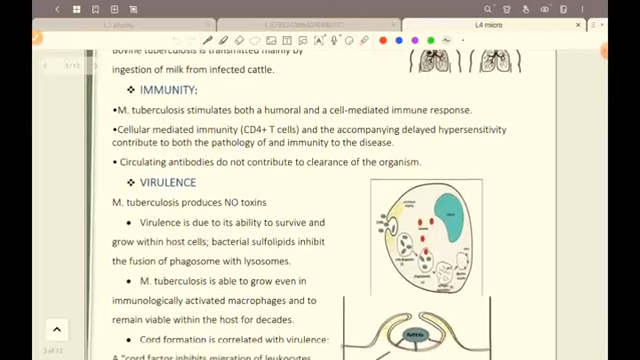 L4 micro
Bovine tuberculosis is transmitted mainly by
ingestion of milk from infected cattle.
❖ IMMUNITY:
•M. tuberculosis stimulates both a humoral and a cell-mediated immune response.
•Cellular mediated immunity (CD4+ T cells) and the accompanying delayed hypersensitivity
contribute to both the pathology of and immunity to the disease.
• Circulating antibodies do not contribute to clearance of the organism.
❖ VIRULENCE
M. tuberculosis produces NO toxins
• Virulence is due to its ability to survive and
grow within host cells; bacterial sulfolipids inhibit
the fusion of phagosome with lysosomes.
• M. tuberculosis is able to grow even in
immunologically activated macrophages and to
remain viable within the host for decades.
• Cord formation is correlated with virulence:
A "cord factor inhibits migration of leukocytes